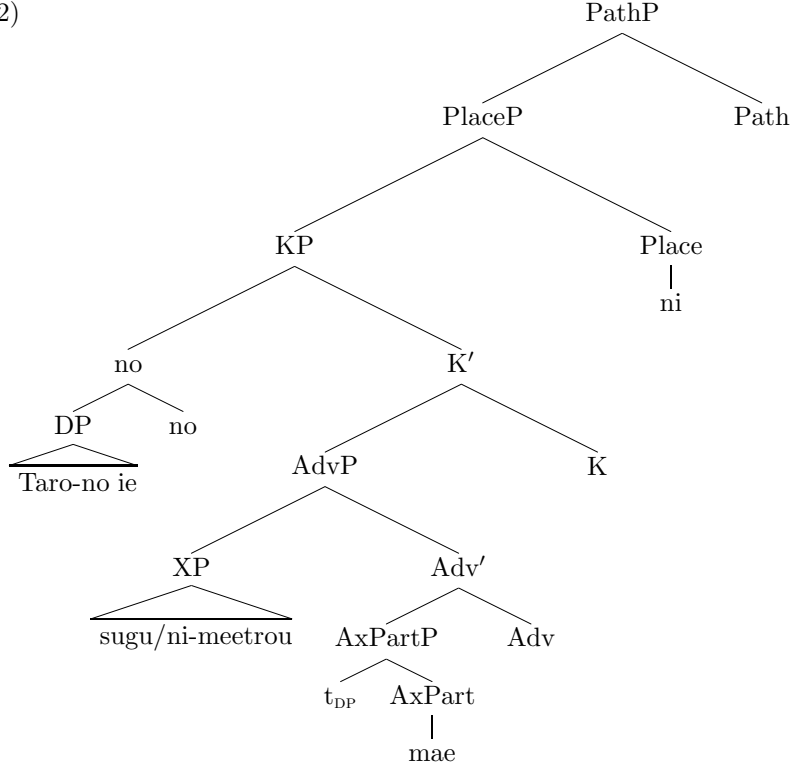 2)
PathP
PlaceP Path
KP Place
ni
no K′
DP no
Taro-no ie
AdvP K
XP Adv′
sugu/ni-meetrou
AxPartP Adv
tDP AxPart
mae